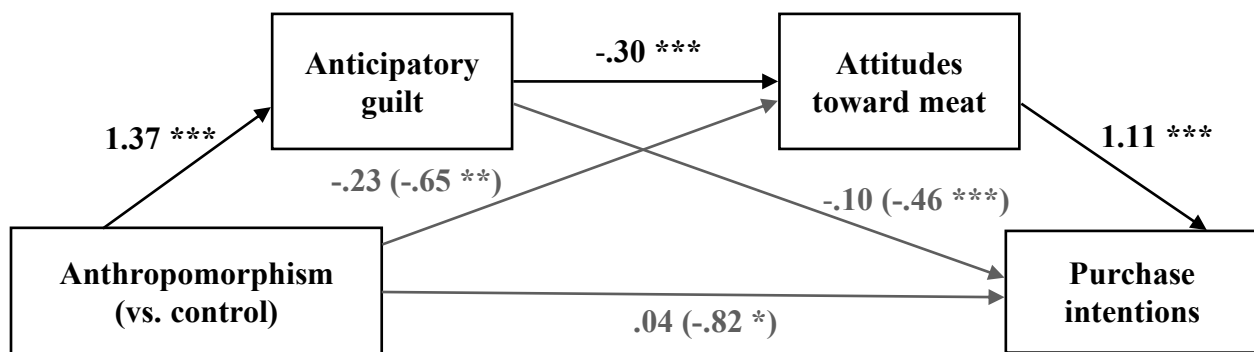 Anticipatory
guilt
-.30 ***
Attitudes
toward meat
1.37 ***
1.11 ***
-.23 (-.65 **)
-.10 (-.46 ***)
Anthropomorphism
(vs. control)
.04 (-.82 *)
Purchase
intentions